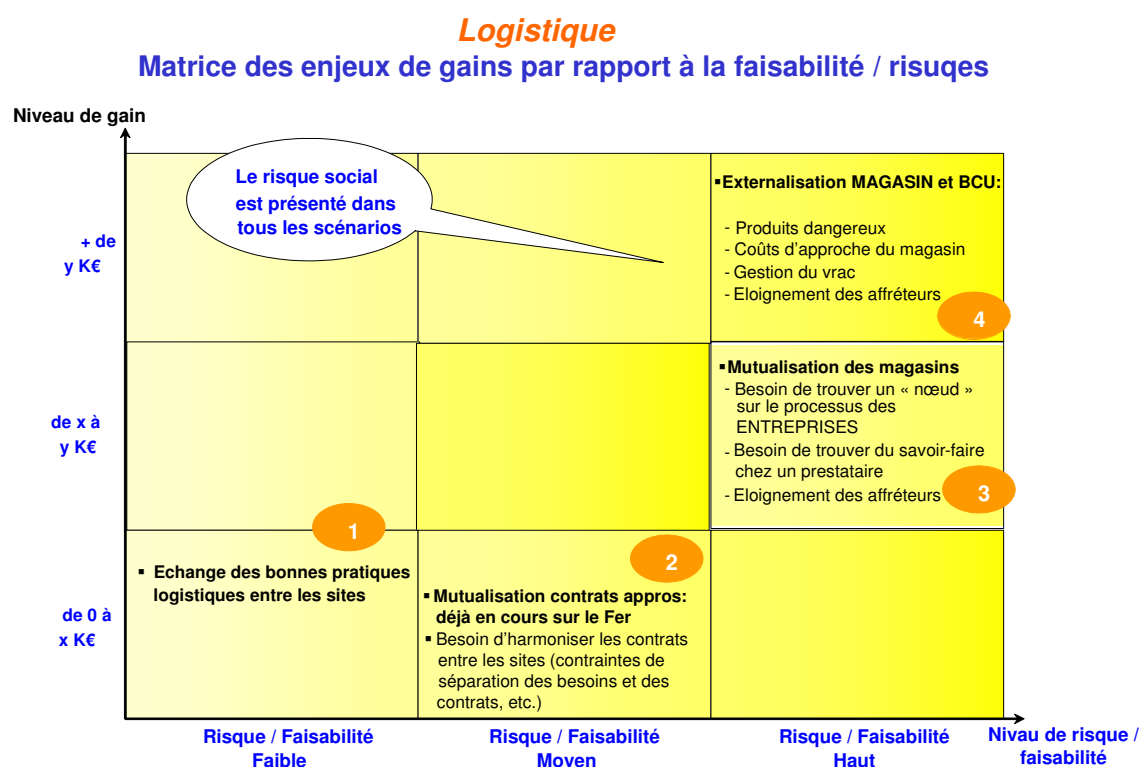 Logistique
Matrice des enjeux de gains par rapport à la faisabilité / risuqes
Niveau de gain
Le risque social
est présenté dans
tous les scénarios
+ de
y K€
▪Externalisation MAGASIN et BCU:
- Produits dangereux
- Coûts d'approche du magasin
- Gestion du vrac
- Eloignement des affréteurs
4
de x à
y K€
▪Mutualisation des magasins
- Besoin de trouver un « nœud »
sur le processus des
ENTREPRISES
- Besoin de trouver du savoir-faire
chez un prestataire
- Eloignement des affréteurs
3
1
2
de 0 à
x K€
▪ Echange des bonnes pratiques
logistiques entre les sites
▪ Mutualisation contrats appros:
déjà en cours sur le Fer
▪ Besoin d'harmoniser les contrats
entre les sites (contraintes de
séparation des besoins et des
contrats, etc.)
Risque / Faisabilité
Faible
Risque / Faisabilité
Moyen
Risque / Faisabilité
Haut
Nivau de risque /
faisabilité